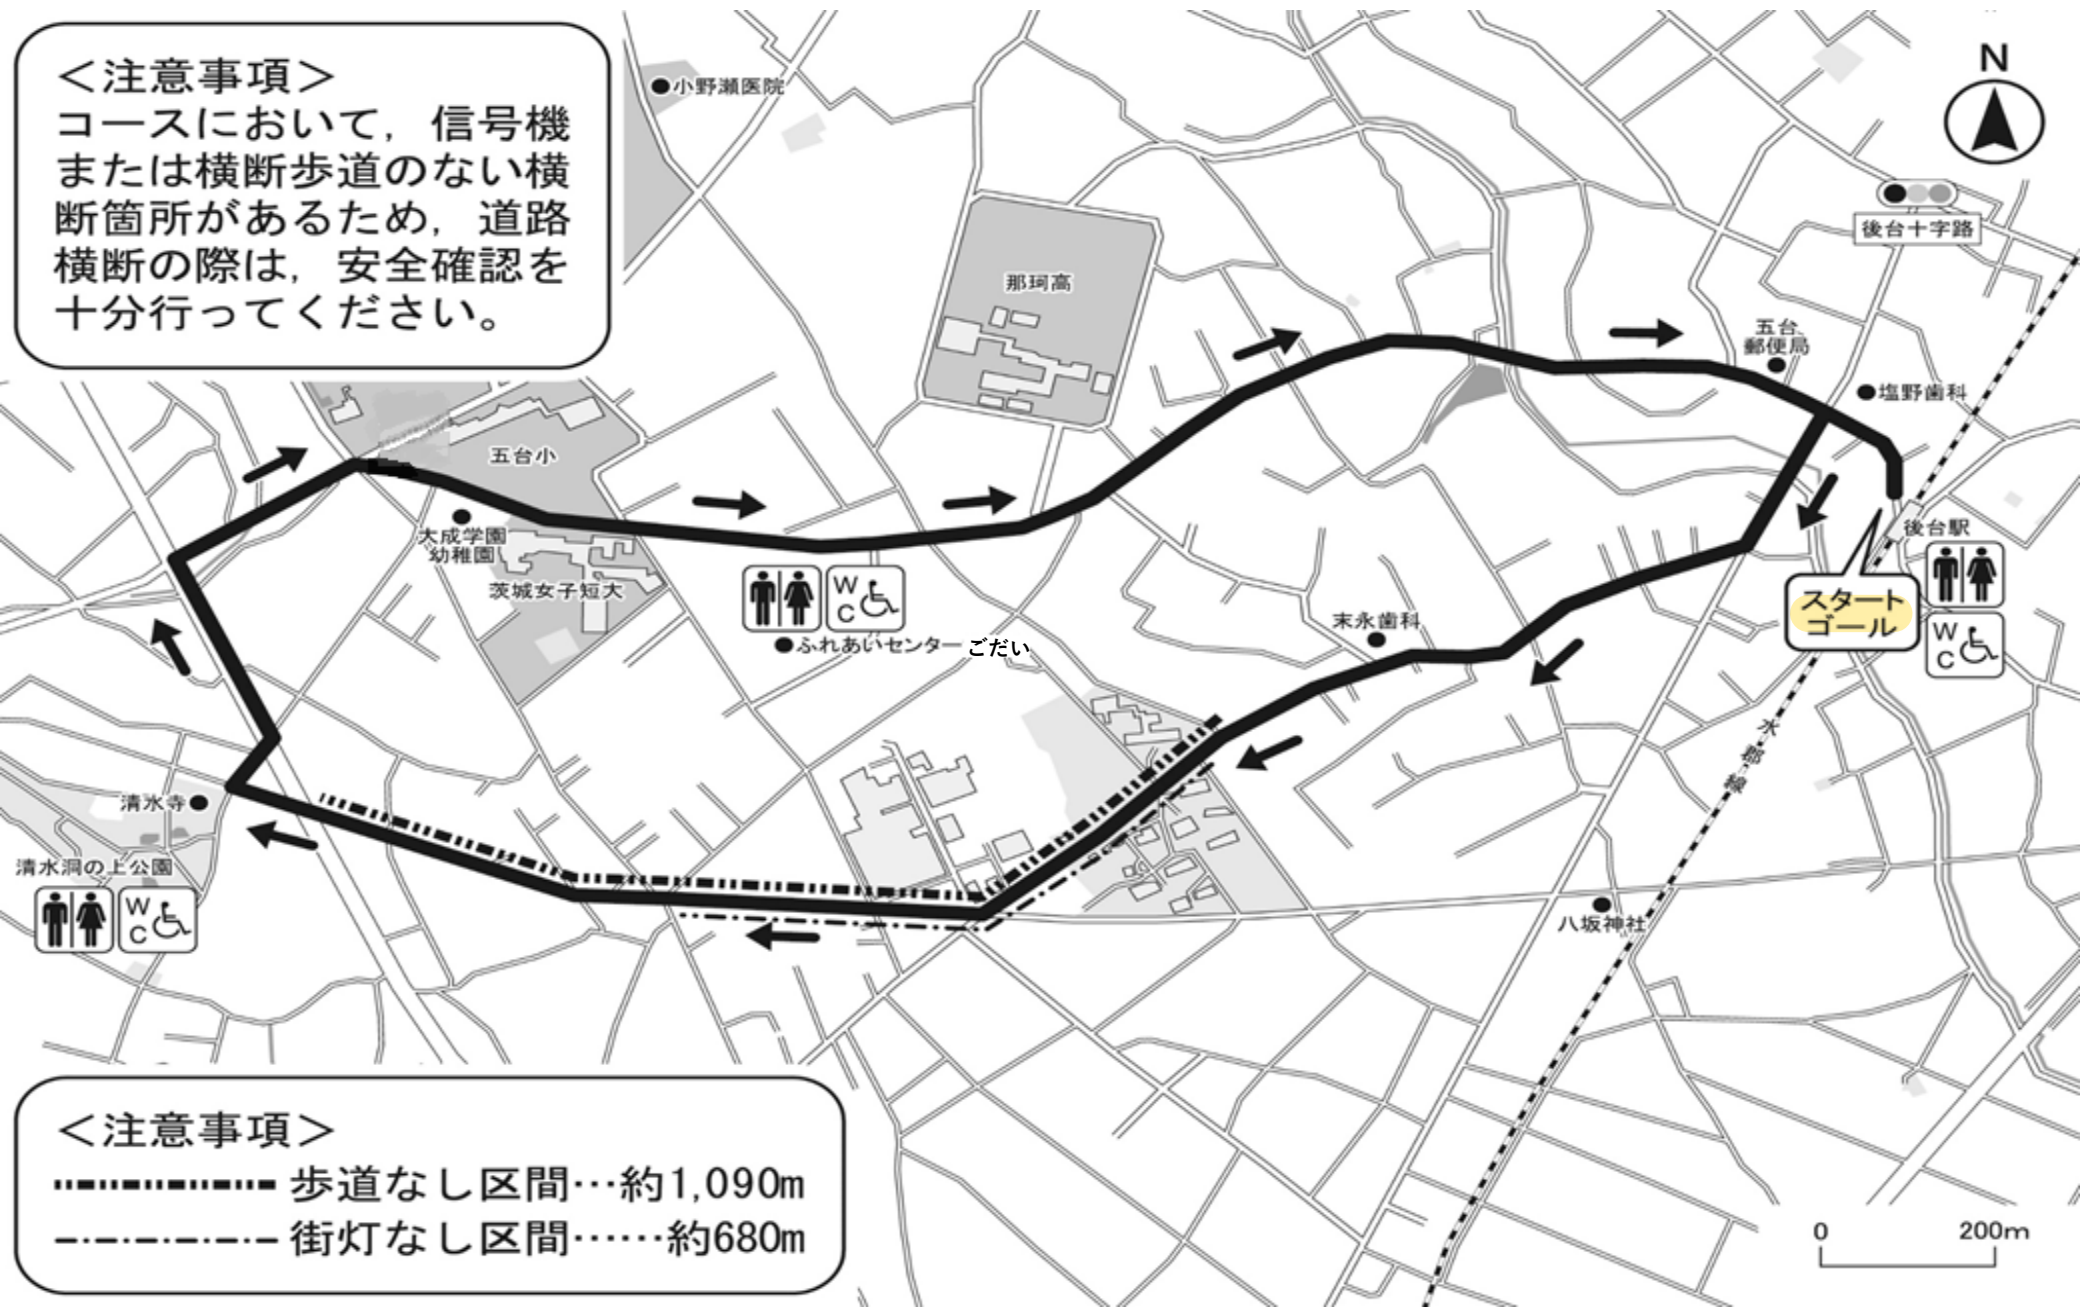 ＜注意事項＞
コースにおいて，信号機
または横断歩道のない横
断箇所があるため，道路
横断の際は，安全確認を
十分行ってください。
小野瀬医院
N
後台十字路
那珂高
五台
郵便局
塩野歯科
五台小
大成学園
幼稚園
茨城女子短大
後台駅
W
C
ふれあいセンター ごだい
末永歯科
スタート
ゴール
W
C
水郡線
清水寺
清水洞の上公園
W
C
八坂神社
＜注意事項＞
歩道なし区間…約1,090m
街灯なし区間……約680m
0 200m